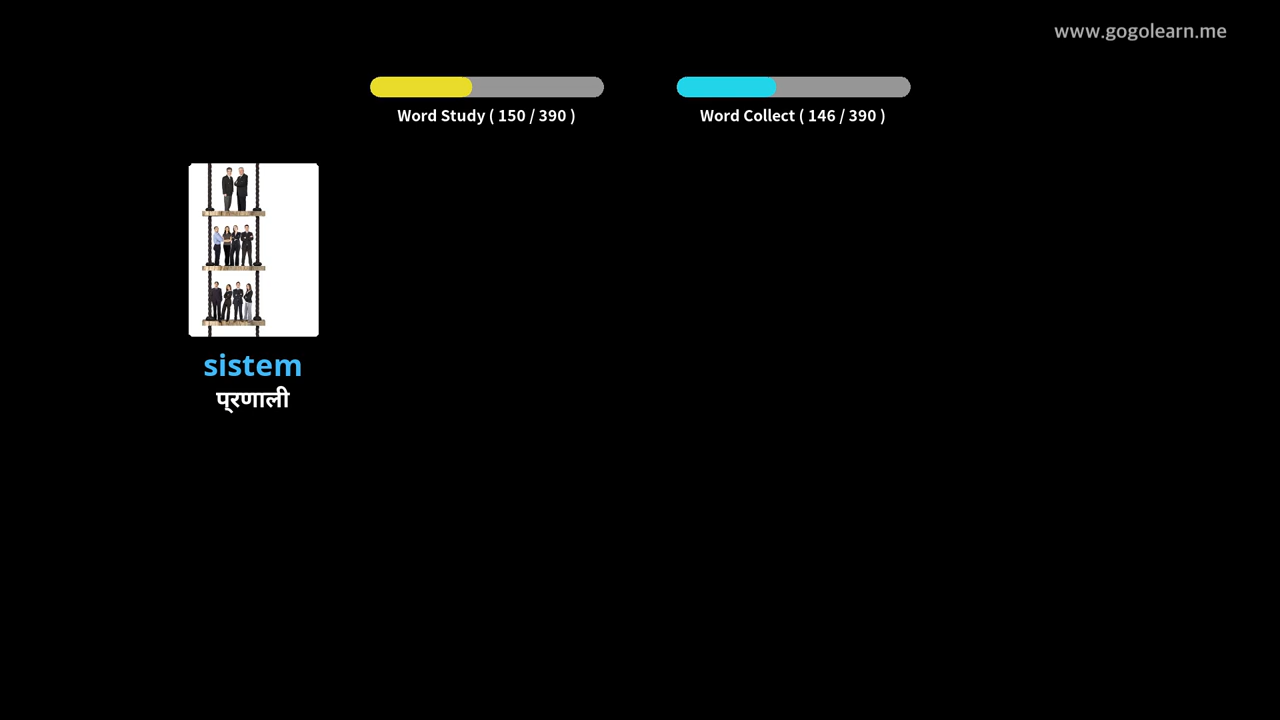 www.gogolearn.me
Word Study ( 150 / 390 )
Word Collect ( 146 / 390 )
sistem
प्रणाली